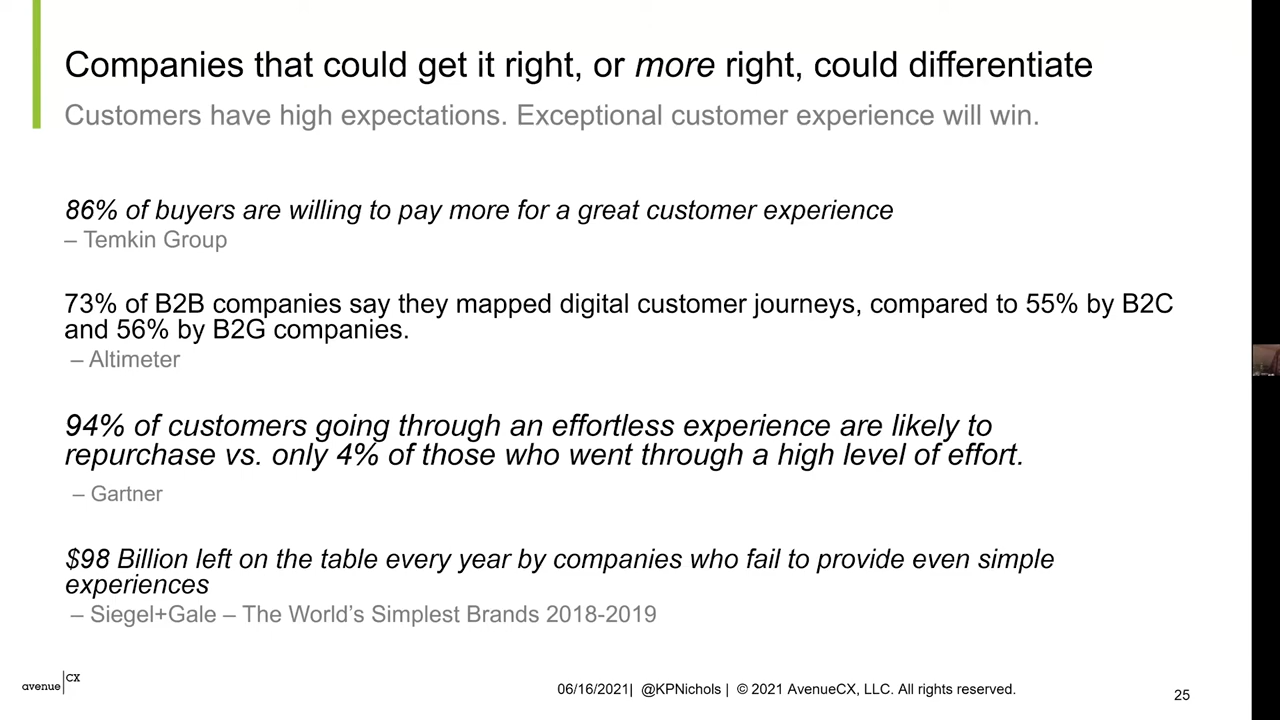 Companies that could get it right, or more right, could differentiate
Customers have high expectations. Exceptional customer experience will win.
86% of buyers are willing to pay more for a great customer experience
– Temkin Group
73% of B2B companies say they mapped digital customer journeys, compared to 55% by B2C
and 56% by B2G companies.
– Altimeter
94% of customers going through an effortless experience are likely to
repurchase vs. only 4% of those who went through a high level of effort.
– Gartner
$98 Billion left on the table every year by companies who fail to provide even simple
experiences
– Siegel+Gale – The World's Simplest Brands 2018-2019
avenue|CX
06/16/2021| @KPNichols | © 2021 AvenueCX, LLC. All rights reserved.
25